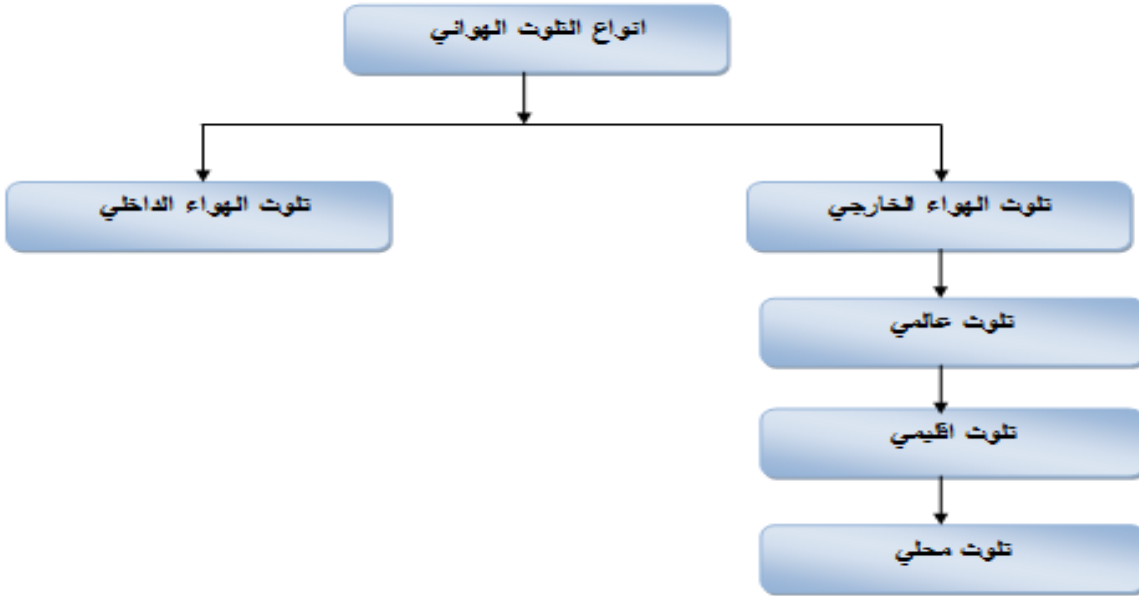 انواع التلوث الهوائي
تلوث الهواء الخارجي
تلوث الهواء الداخلي
تلوث عالمي
تلوث اقليمي
تلوث محلي